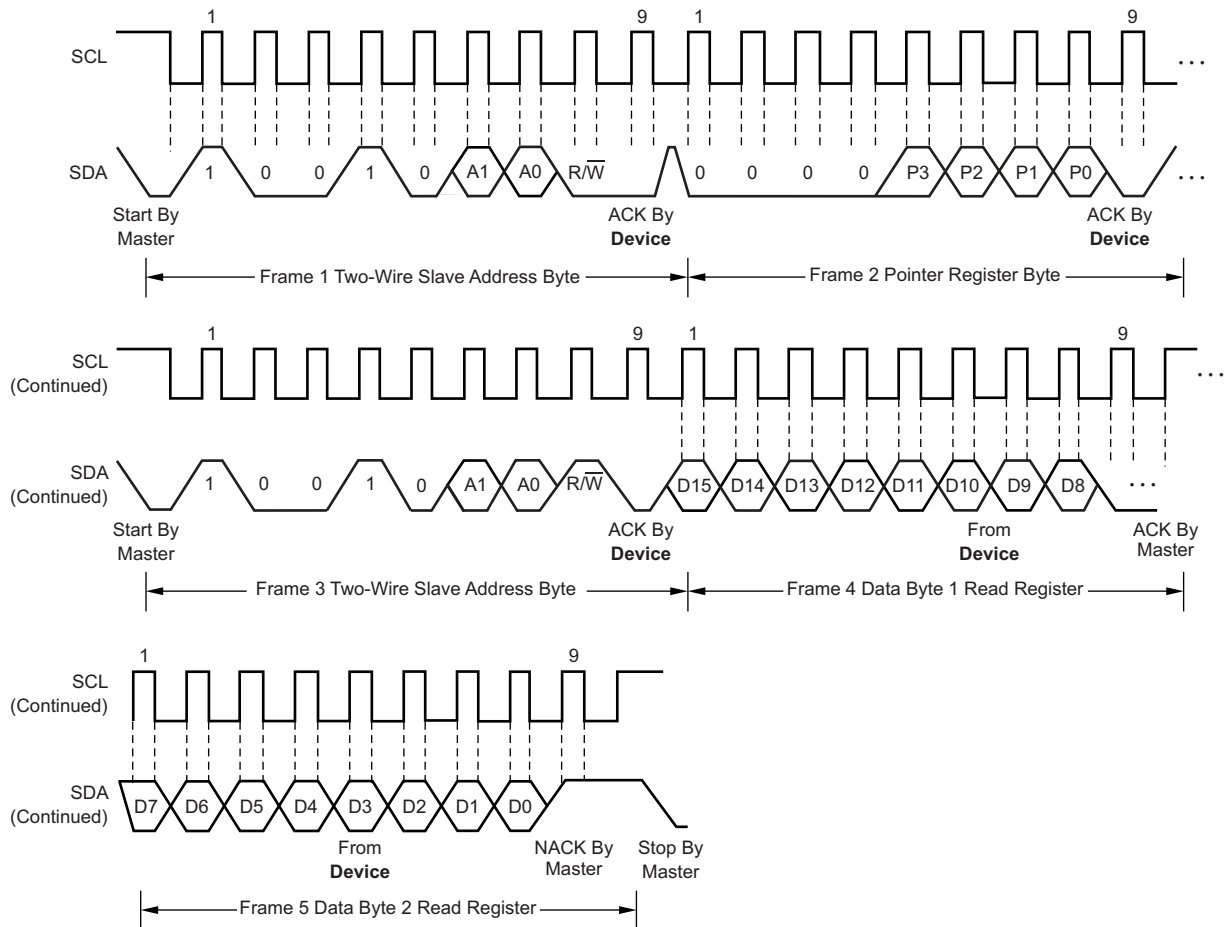 1 9 1 9
SCL
...
SDA
1 0 0 1 0 A1 A0 R/W̅ 0 0 0 0 P3 P2 P1 P0 ...
Start By Master
ACK By Device
ACK By Device
Frame 1 Two-Wire Slave Address Byte
Frame 2 Pointer Register Byte
1 9 1 9
SCL (Continued)
...
SDA (Continued)
1 0 0 1 0 A1 A0 R/W̅ D15 D14 D13 D12 D11 D10 D9 D8 ...
Start By Master
ACK By Device
From Device
ACK By Master
Frame 3 Two-Wire Slave Address Byte
Frame 4 Data Byte 1 Read Register
1 9
SCL (Continued)
SDA (Continued)
D7 D6 D5 D4 D3 D2 D1 D0
From Device
NACK By Master
Stop By Master
Frame 5 Data Byte 2 Read Register